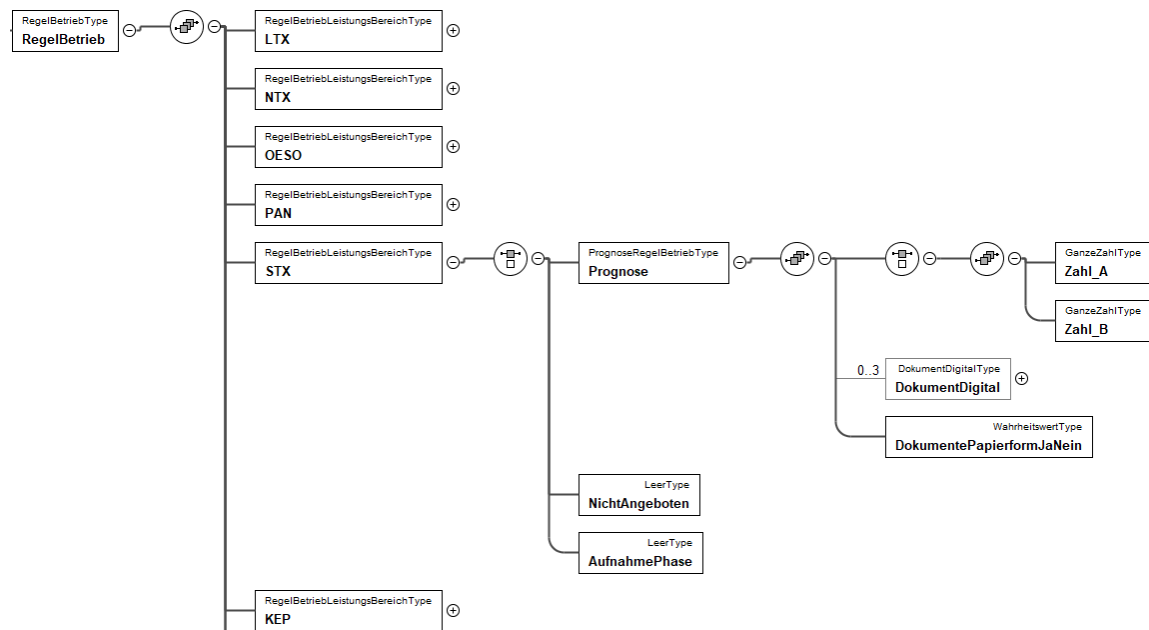 RegelBetriebType
RegelBetrieb
RegelBetriebLeistungsBereichType
LTX
RegelBetriebLeistungsBereichType
NTX
RegelBetriebLeistungsBereichType
OESO
RegelBetriebLeistungsBereichType
PAN
RegelBetriebLeistungsBereichType
STX
PrognoseRegelBetriebType
Prognose
GanzeZahlType
Zahl_A
GanzeZahlType
Zahl_B
0..3
DokumentDigitalType
DokumentDigital
WahrheitswertType
DokumentePapierformJaNein
LeerType
NichtAngeboten
LeerType
AufnahmePhase
RegelBetriebLeistungsBereichType
KEP